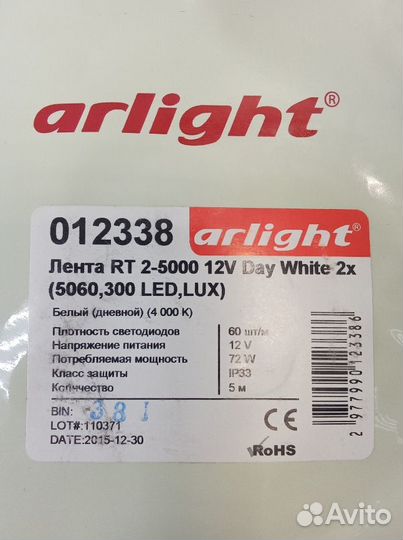 arlight®
012338 arlight®
Лента RT 2-5000 12V Day White 2x
(5060,300 LED,LUX)
Белый (дневной) (4 000 K)
Плотность светодиодов 60 шт/м
Напряжение питания 12 V
Потребляемая мощность 72 W
Класс защиты IP33
Количество 5 м
BIN: 381
LOT#:110371
DATE:2015-12-30
CE
RoHS
2 977990 123386
Avito